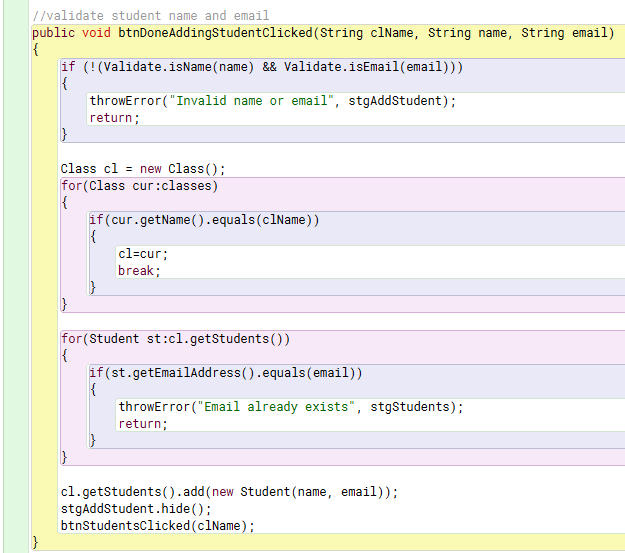 //validate student name and email
public void btnDoneAddingStudentClicked(String clName, String name, String email)
{
if (!(Validate.isName(name) && Validate.isEmail(email)))
{
throwError("Invalid name or email", stgAddStudent);
return;
}
Class cl = new Class();
for(Class cur:classes)
{
if(cur.getName().equals(clName))
{
cl=cur;
break;
}
}
for(Student st:cl.getStudents())
{
if(st.getEmailAddress().equals(email))
{
throwError("Email already exists", stgStudents);
return;
}
}
cl.getStudents().add(new Student(name, email));
stgAddStudent.hide();
btnStudentsClicked(clName);
}